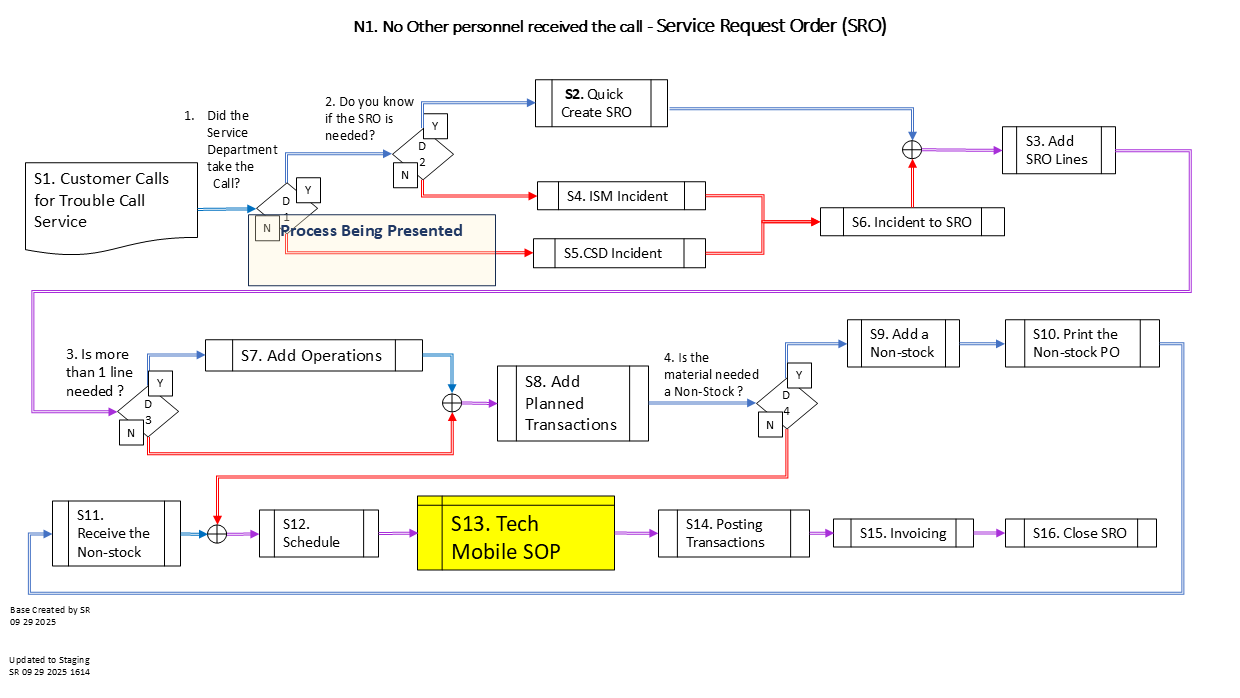 N1. No Other personnel received the call - Service Request Order (SRO)
1. Did the
Service
Department
take the
Call?
2. Do you know
if the SRO is
needed?
S2. Quick
Create SRO
Y
D
2
N
S3. Add
SRO Lines
S1. Customer Calls
for Trouble Call
Service
Y
D
1
N
S4. ISM Incident
S6. Incident to SRO
Process Being Presented
S5.CSD Incident
3. Is more
than 1 line
needed ?
S7. Add Operations
Y
D
3
N
S8. Add
Planned
Transactions
4. Is the
material needed
a Non-Stock ?
Y
D
4
N
S9. Add a
Non-stock
S10. Print the
Non-stock PO
S11.
Receive the
Non-stock
S12.
Schedule
S13. Tech
Mobile SOP
S14. Posting
Transactions
S15. Invoicing
S16. Close SRO
Base Created by SR
09 29 2025
Updated to Staging
SR 09 29 2025 1614